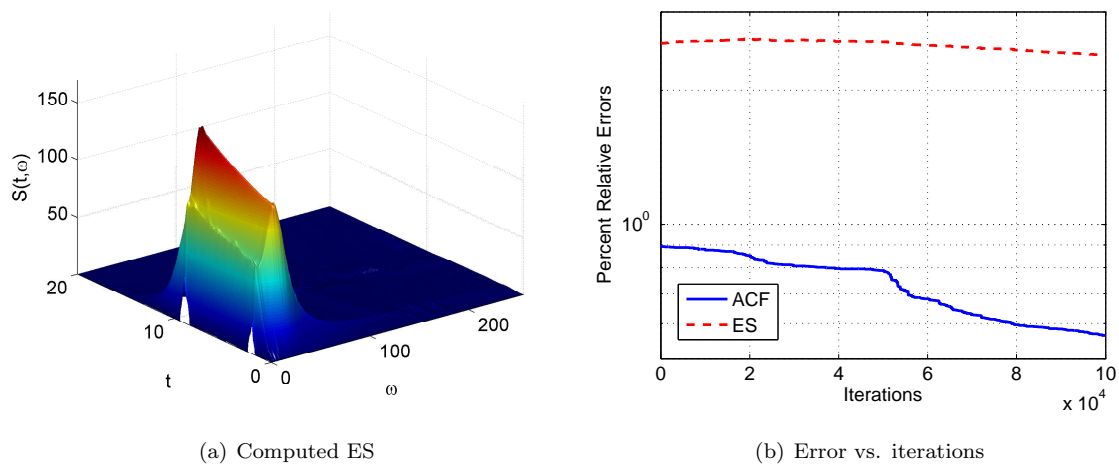 S(t,ω)
150
100
50
20
10
0
t
0
100
200
ω
Percent Relative Errors
10^0
ACF
ES
0
2
4
6
8
10
x 10^4
Iterations
(a) Computed ES
(b) Error vs. iterations